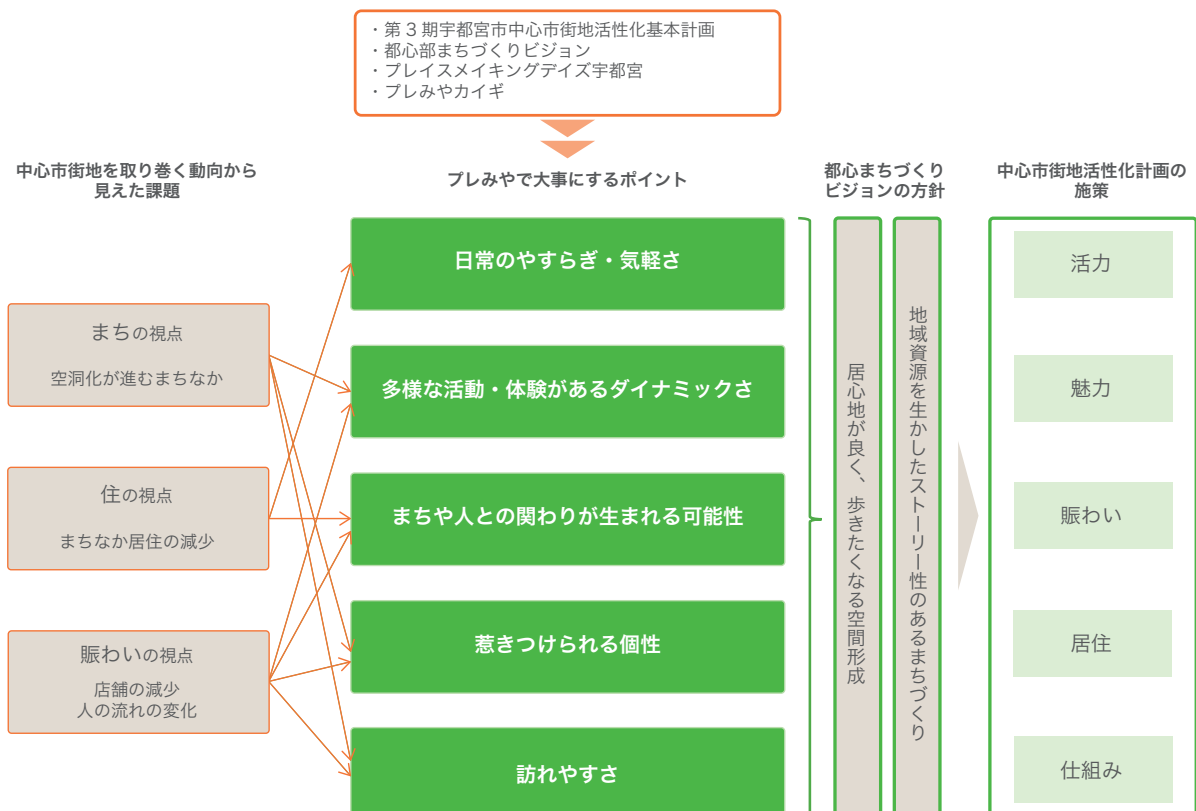 ・第３期宇都宮市中心市街地活性化基本計画
・都心部まちづくりビジョン
・プレイスメイキングデイズ宇都宮
・プレみやカイギ
中心市街地を取り巻く動向から
見えた課題
プレみやで大事にするポイント
都心まちづくり
ビジョンの方針
中心市街地活性化計画の
施策
まちの視点
空洞化が進むまちなか
住の視点
まちなか居住の減少
賑わいの視点
店舗の減少
人の流れの変化
日常のやすらぎ・気軽さ
多様な活動・体験があるダイナミックさ
まちや人との関わりが生まれる可能性
惹きつけられる個性
訪れやすさ
居心地が良く、歩きたくなる空間形成
地域資源を生かしたストーリー性のあるまちづくり
活力
魅力
賑わい
居住
仕組み